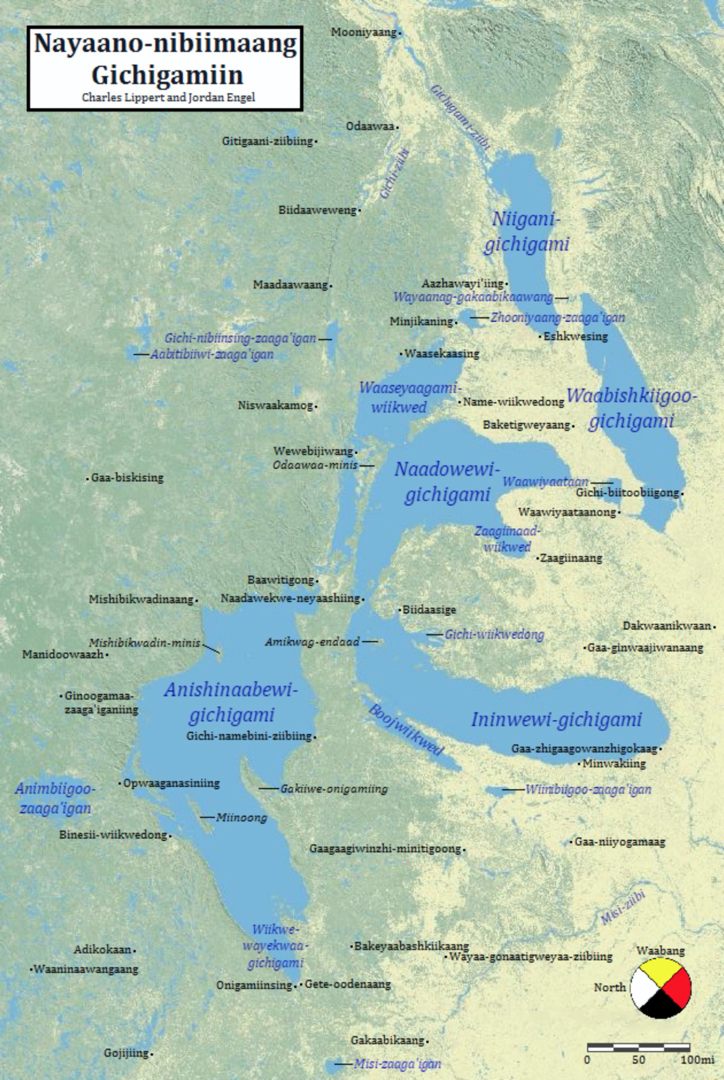 Nayaano-nibiimaang
Gichigamiin
Charles Lippert and Jordan Engel
Mooniyaang
Gichigami-ziibi
Odaawaa
Gitigaani-ziibiing
Gichi-ziibi
Biidaaweweng
Niigani-
gichigami
Maadaawaang
Aazhawayi'iing
Wayaanag-gakaabikaawang
Minjikaning
Zhooniyaang-zaaga'igan
Gichi-nibiinsing-zaaga'igan
Eshkwesing
Aabitibiiwi-zaaga'igan
Waasekaasing
Waaseyaagami-
wiikwed
Waabishkiigoo-
gichigami
Niswaakamog
Name-wiikwedong
Baketigweyaang
Wewebijiwang
Odaawaa-minis
Naadowewi-
gichigami
Gaa-biskising
Waawiyaataan
Gichi-biitoobiigong
Waawiyaataanong
Zaagiinaad-
wiikwed
Zaagiinaang
Baawitigong
Mishibikwadinaang
Naadawekwe-neyaashiing
Biidaasige
Dakwaanikwaan
Mishibikwadin-minis
Amikwag-endaad
Gichi-wiikwedong
Gaa-ginwaajiwanaang
Manidoowaazh
Anishinaabewi-
gichigami
Ginoogamaa-
zaaga'iganiing
Boojwiikwed
Ininwewi-gichigami
Gichi-namebini-ziibiing
Gaa-zhigaagowanzhigokaag
Minwakiing
Opwaaganasiniing
Animbiigoo-
zaaga'igan
Gakiiwe-onigamiing
Wiinibiigoo-zaaga'igan
Miinoong
Binesii-wiikwedong
Gaagaagiwinzhi-minitigoong
Gaa-niiyogamaag
Misi-ziibi
Wiikwe-
wayekwaa-
gichigami
Adikokaan
Bakeyaabashkiikaang
Wayaa-gonaatigweyaa-ziibiing
Waabang
Waaninaawangaang
Onigamiinsing
Gete-oodenaang
North
Gakaabikaang
Gojijiing
Misi-zaaga'igan
0 50 100mi